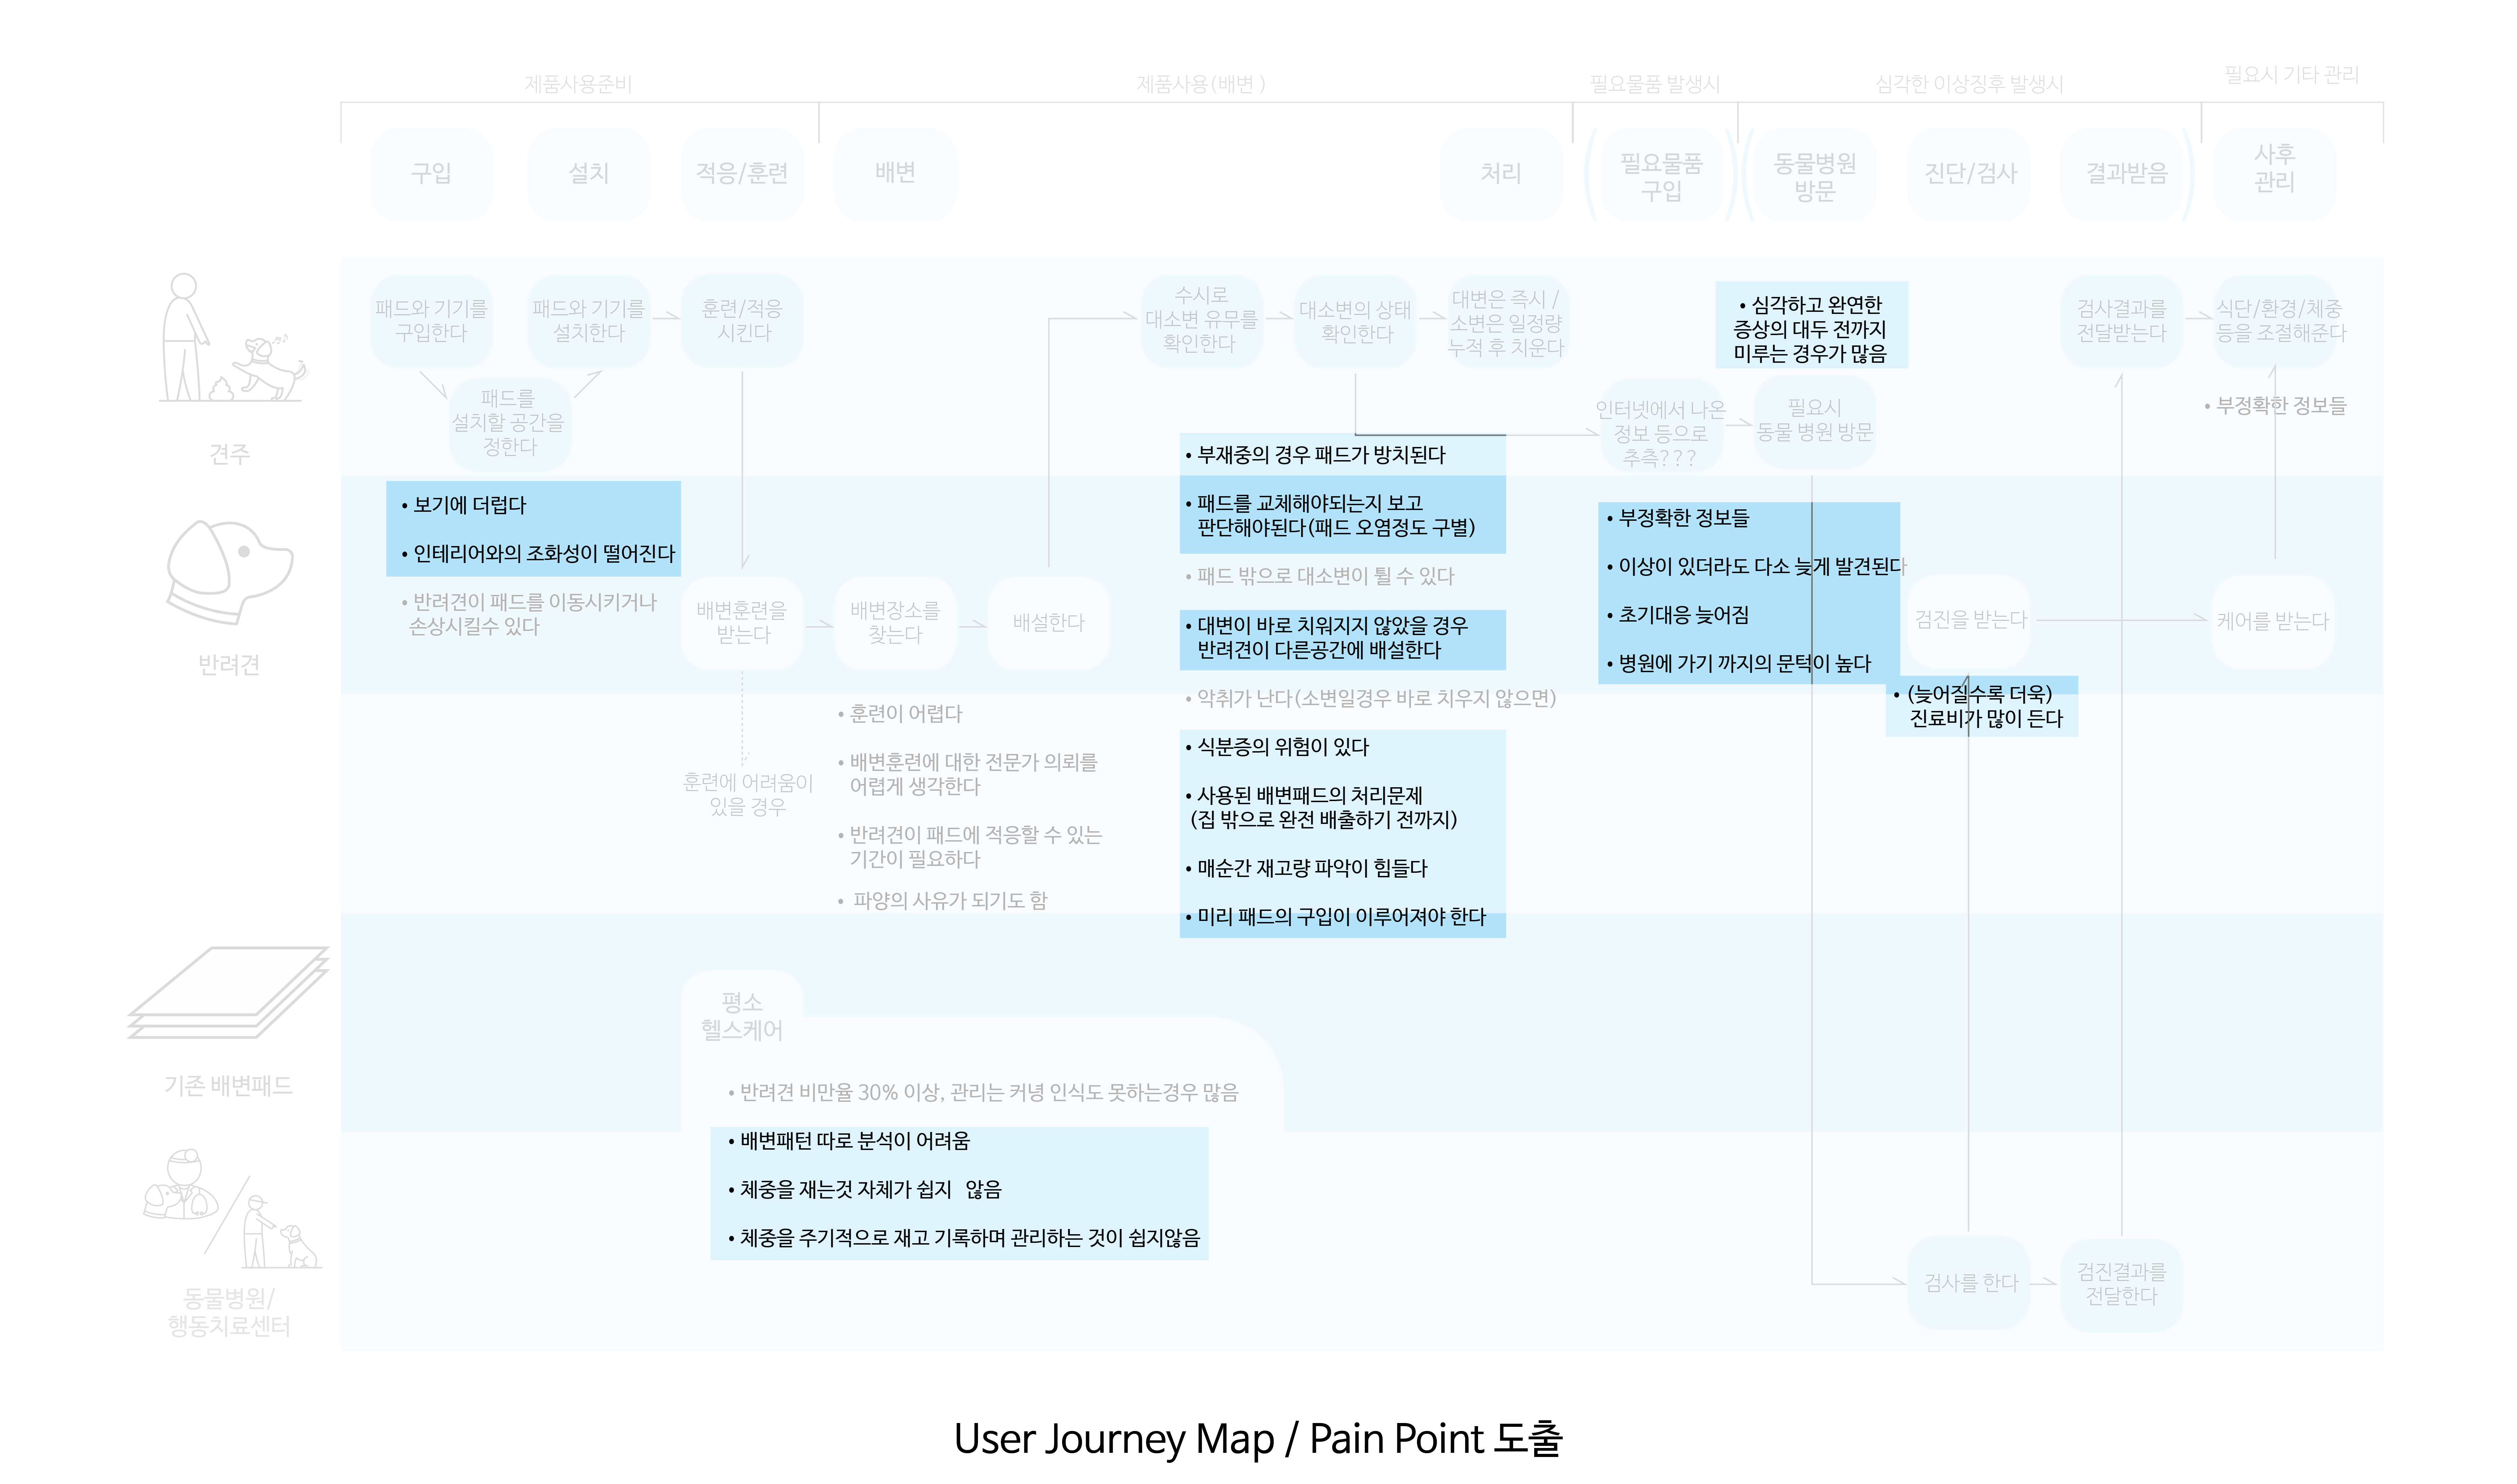 제품사용준비
제품사용(배변 )
필요물품 발생시
심각한 이상징후 발생시
필요시 기타 관리
구입
설치
적응/훈련
배변
처리
필요물품
구입
동물병원
방문
진단/검사
결과받음
사후
관리
견주
패드와 기기를
구입한다
패드를
설치할 공간을
정한다
패드와 기기를
설치한다
훈련/적응
시킨다
수시로
대소변 유무를
확인한다
대소변의 상태
확인한다
대변은 즉시 /
소변은 일정량
누적 후 치운다
• 심각하고 완연한
증상의 대두 전까지
미루는 경우가 많음
인터넷에서 나온
정보 등으로
추측???
필요시
동물 병원 방문
검사결과를
전달받는다
식단/환경/체중
등을 조절해준다
• 부정확한 정보들
반려견
• 보기에 더럽다
• 인테리어와의 조화성이 떨어진다
• 반려견이 패드를 이동시키거나
손상시킬수 있다
배변훈련을
받는다
배변장소를
찾는다
배설한다
훈련에 어려움이
있을 경우
• 훈련이 어렵다
• 배변훈련에 대한 전문가 의뢰를
어렵게 생각한다
• 반려견이 패드에 적응할 수 있는
기간이 필요하다
• 파양의 사유가 되기도 함
• 부재중의 경우 패드가 방치된다
• 패드를 교체해야되는지 보고
판단해야된다(패드 오염정도 구별)
• 패드 밖으로 대소변이 튈 수 있다
• 대변이 바로 치워지지 않았을 경우
반려견이 다른공간에 배설한다
• 악취가 난다(소변일경우 바로 치우지 않으면)
• 식분증의 위험이 있다
• 사용된 배변패드의 처리문제
(집 밖으로 완전 배출하기 전까지)
• 매순간 재고량 파악이 힘들다
• 미리 패드의 구입이 이루어져야 한다
• 부정확한 정보들
• 이상이 있더라도 다소 늦게 발견된다
• 초기대응 늦어짐
• 병원에 가기 까지의 문턱이 높다
• (늦어질수록 더욱)
진료비가 많이 든다
검진을 받는다
케어를 받는다
기존 배변패드
평소
헬스케어
• 반려견 비만율 30% 이상, 관리는 커녕 인식도 못하는경우 많음
• 배변패턴 따로 분석이 어려움
• 체중을 재는것 자체가 쉽지 않음
• 체중을 주기적으로 재고 기록하며 관리하는 것이 쉽지않음
동물병원/
행동치료센터
검사를 한다
검진결과를
전달한다
User Journey Map / Pain Point 도출